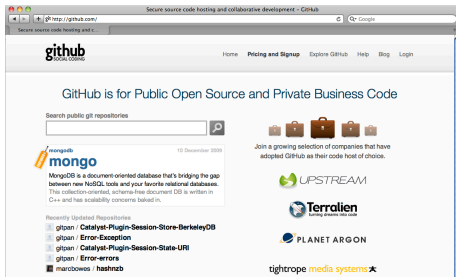 Secure source code hosting and collaborative development – GitHub
http://github.com/
Google
Secure source code hosting and c...
github
SOCIAL CODING
Home Pricing and Signup Explore GitHub Help Blog Login
GitHub is for Public Open Source and Private Business Code
Search public git repositories
mongodb
10 December 2009
mongo
MongoDB is a document-oriented database that's bridging the gap
between new NoSQL tools and your favorite relational databases.
This collection-oriented, schema-free document DB is written in
C++ and has scalability concerns baked in.
Recently Updated Repositories
gitpan / Catalyst-Plugin-Session-Store-BerkeleyDB
gitpan / Error-Exception
gitpan / Catalyst-Plugin-Session-State-URI
gitpan / Error-errors
marcbowes / hashnzb
Join a growing selection of companies that have
adopted GitHub as their code host of choice.
UPSTREAM
Terralien
turning dreams into code
PLANET ARGON
tightrope media systems